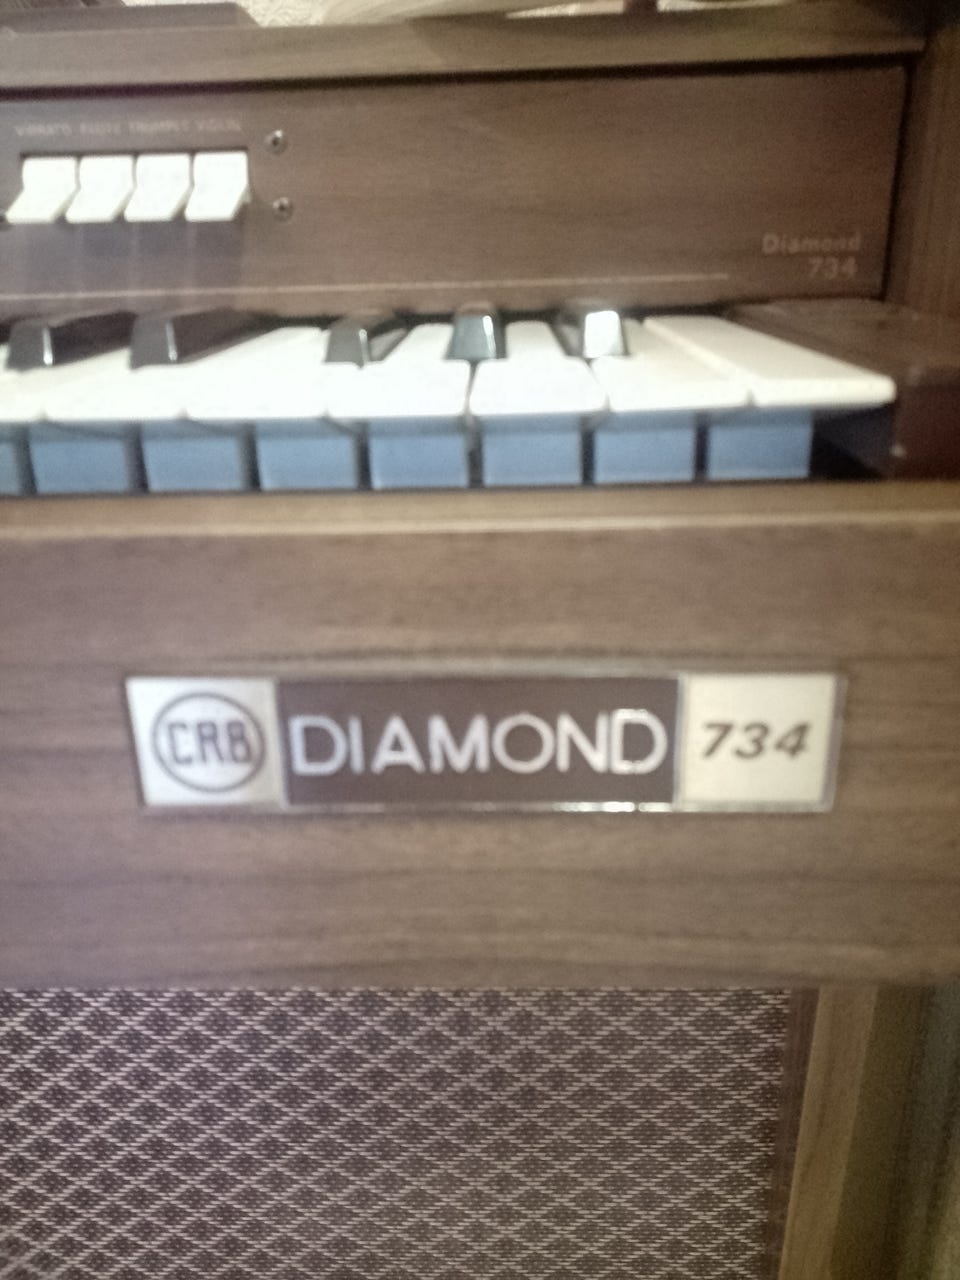 VIBRATO FLUTE TRUMPET VIOLIN
Diamond
734
CRB DIAMOND 734